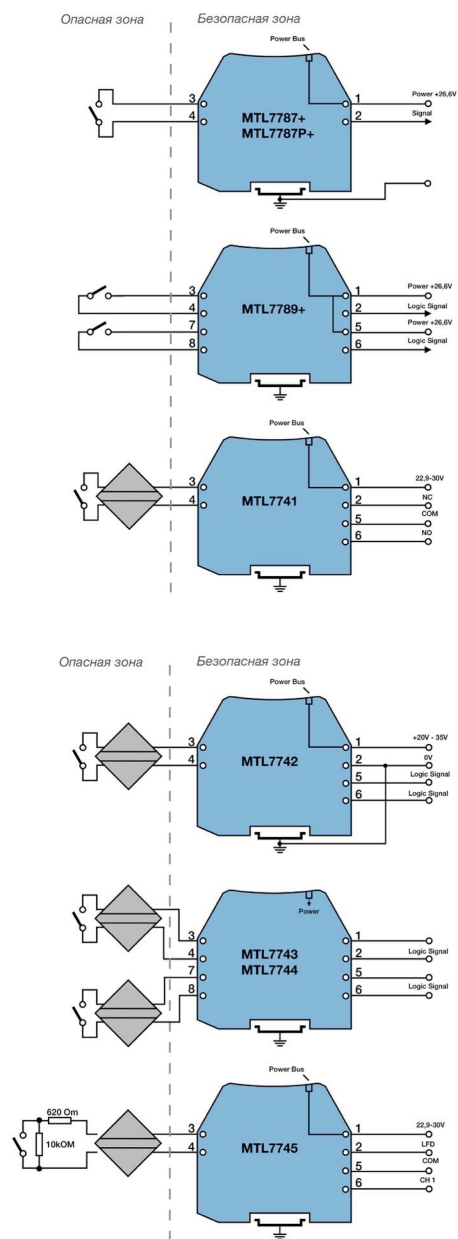 Опасная зона
Безопасная зона
Power Bus
3
4
MTL7787+
MTL7787P+
1
2
Power +26,6V
Signal
Power Bus
3
4
7
8
MTL7789+
1
2
5
6
Power +26,6V
Logic Signal
Power +26,6V
Logic Signal
Power Bus
3
4
MTL7741
1
2
5
6
22,9-30V
NC
COM
NO
Опасная зона
Безопасная зона
Power Bus
3
4
MTL7742
1
2
5
6
+20V - 35V
0V
Logic Signal
Logic Signal
Power
3
4
7
8
MTL7743
MTL7744
1
2
5
6
Logic Signal
Logic Signal
Power Bus
620 Om
10kOM
3
4
MTL7745
1
2
5
6
22,9-30V
LFD
COM
CH 1